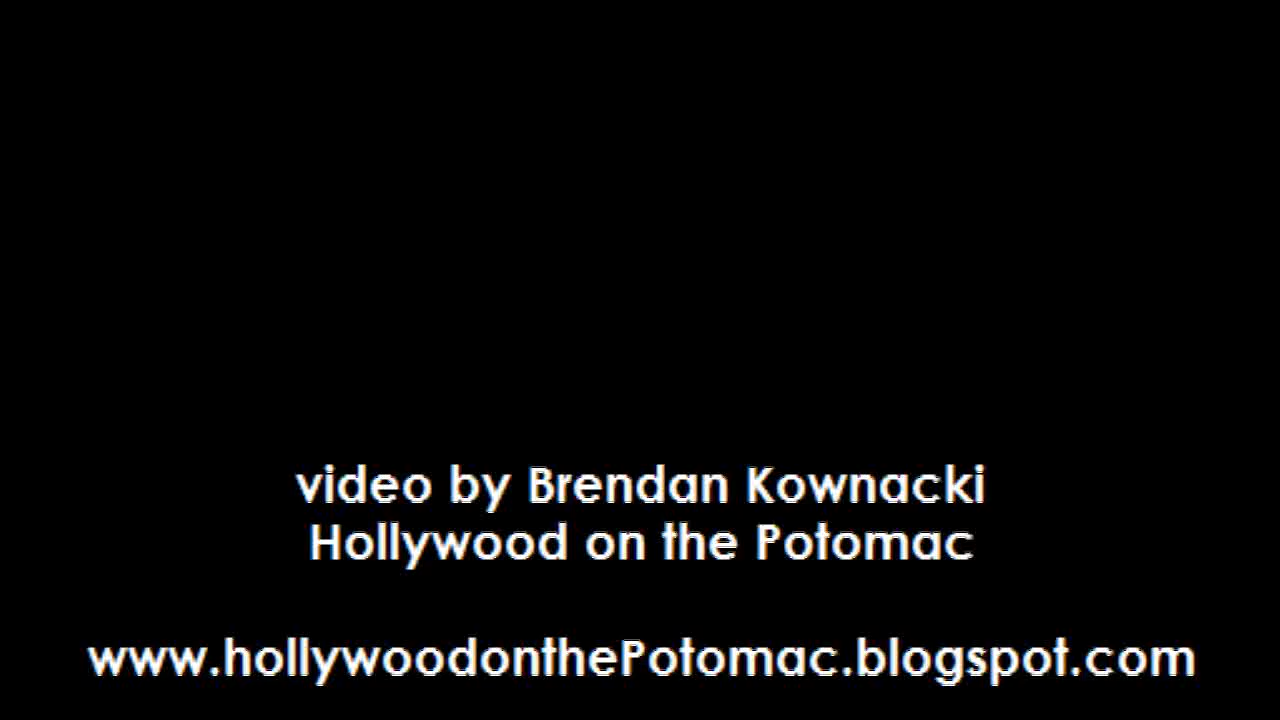 video by Brendan Kownacki
Hollywood on the Potomac
www.hollywoodonthePotomac.blogspot.com